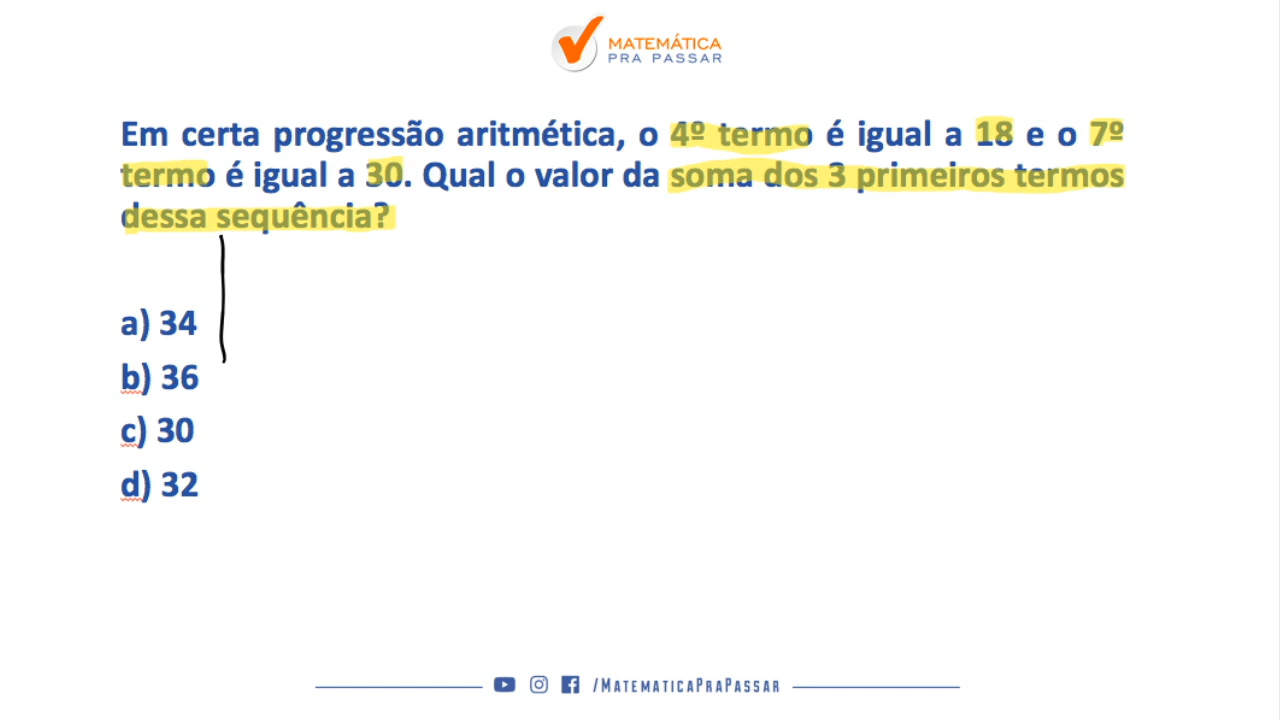 MATEMÁTICA
PRA PASSAR
Em certa progressão aritmética, o 4º termo é igual a 18 e o 7º
termo é igual a 30. Qual o valor da soma dos 3 primeiros termos
dessa sequência?
a) 34
b) 36
c) 30
d) 32
/MATEMATICAPRAPASSAR